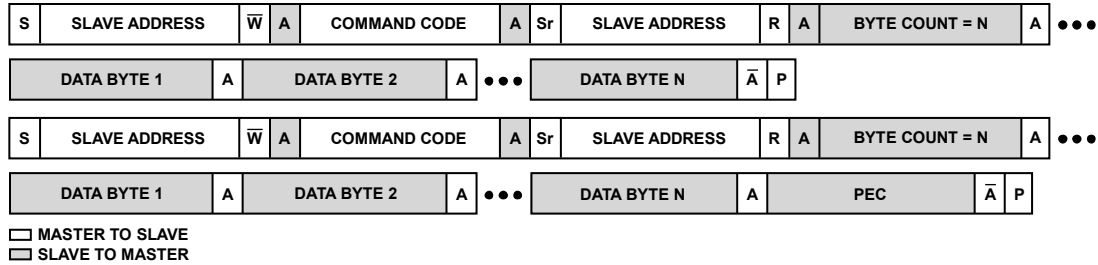 S SLAVE ADDRESS W̅ A COMMAND CODE A Sr SLAVE ADDRESS R A BYTE COUNT = N A •••
DATA BYTE 1 A DATA BYTE 2 A ••• DATA BYTE N A̅ P
S SLAVE ADDRESS W̅ A COMMAND CODE A Sr SLAVE ADDRESS R A BYTE COUNT = N A •••
DATA BYTE 1 A DATA BYTE 2 A ••• DATA BYTE N A PEC A̅ P
MASTER TO SLAVE
SLAVE TO MASTER